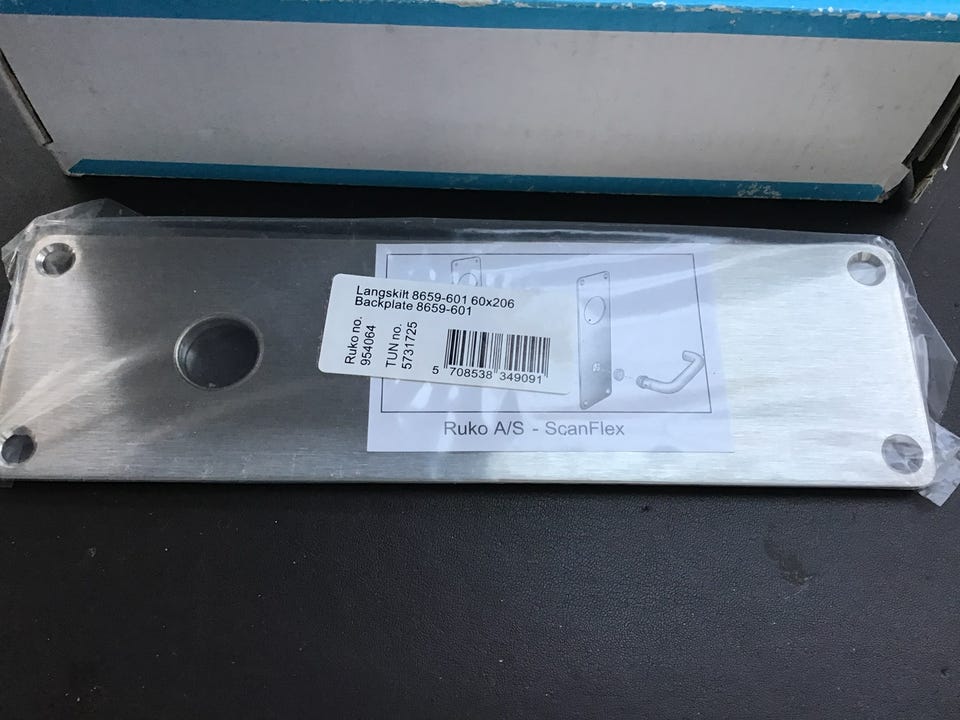 Langskilt 8659-601 60x206
Backplate 8659-601
Ruko no.
954064
TUN no.
5731725
5 708538 349091
Ruko A/S - ScanFlex